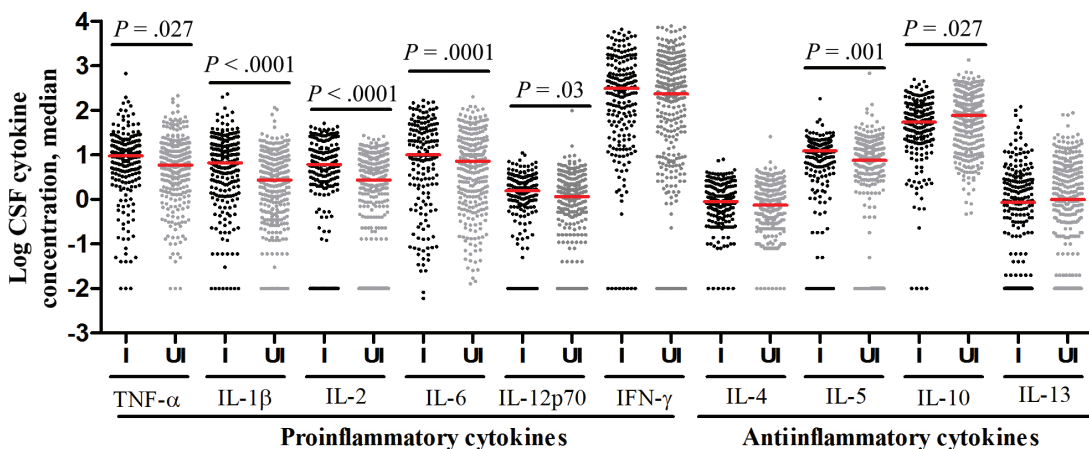 Log CSF cytokine
concentration, median
4
3
2
1
0
-1
-2
-3
P = .027
P < .0001
P < .0001
P = .0001
P = .03
P = .001
P = .027
I UI I UI I UI I UI I UI I UI I UI I UI I UI I UI
TNF-α IL-1β IL-2 IL-6 IL-12p70 IFN-γ IL-4 IL-5 IL-10 IL-13
Proinflammatory cytokines Antiinflammatory cytokines